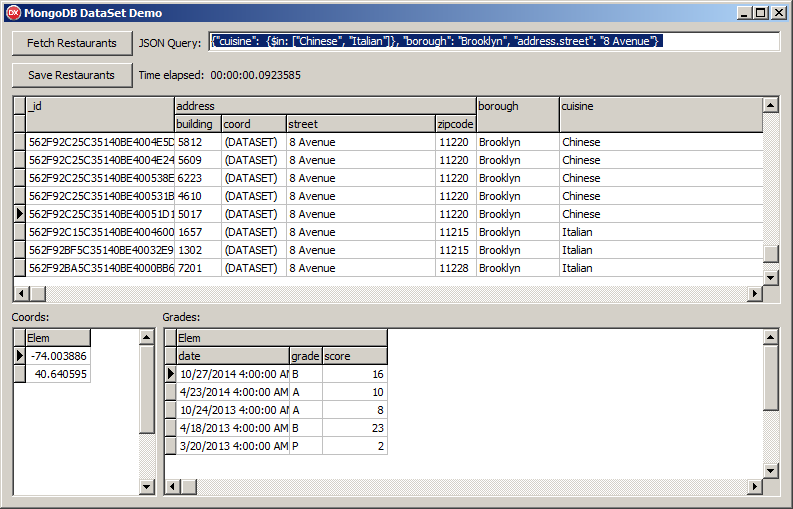 DX MongoDB DataSet Demo
Fetch Restaurants JSON Query: {"cuisine": {$in: ["Chinese", "Italian"]}, "borough": "Brooklyn", "address.street": "8 Avenue"}
Save Restaurants Time elapsed: 00:00:00.0923585
_id address borough cuisine
building coord street zipcode
562F92C25C35140BE4004E5D 5812 (DATASET) 8 Avenue 11220 Brooklyn Chinese
562F92C25C35140BE4004E24 5609 (DATASET) 8 Avenue 11220 Brooklyn Chinese
562F92C25C35140BE400538E 6223 (DATASET) 8 Avenue 11220 Brooklyn Chinese
562F92C25C35140BE400531B 4610 (DATASET) 8 Avenue 11220 Brooklyn Chinese
562F92C25C35140BE40051D1 5017 (DATASET) 8 Avenue 11220 Brooklyn Chinese
562F92C15C35140BE4004600 1657 (DATASET) 8 Avenue 11215 Brooklyn Italian
562F92BF5C35140BE40032E9 1302 (DATASET) 8 Avenue 11215 Brooklyn Italian
562F92BA5C35140BE4000BB6 7201 (DATASET) 8 Avenue 11228 Brooklyn Italian
Coords: Grades:
Elem Elem
date grade score
-74.003886 10/27/2014 4:00:00 AM B 16
40.640595 4/23/2014 4:00:00 AM A 10
10/24/2013 4:00:00 AM A 8
4/18/2013 4:00:00 AM B 23
3/20/2013 4:00:00 AM P 2